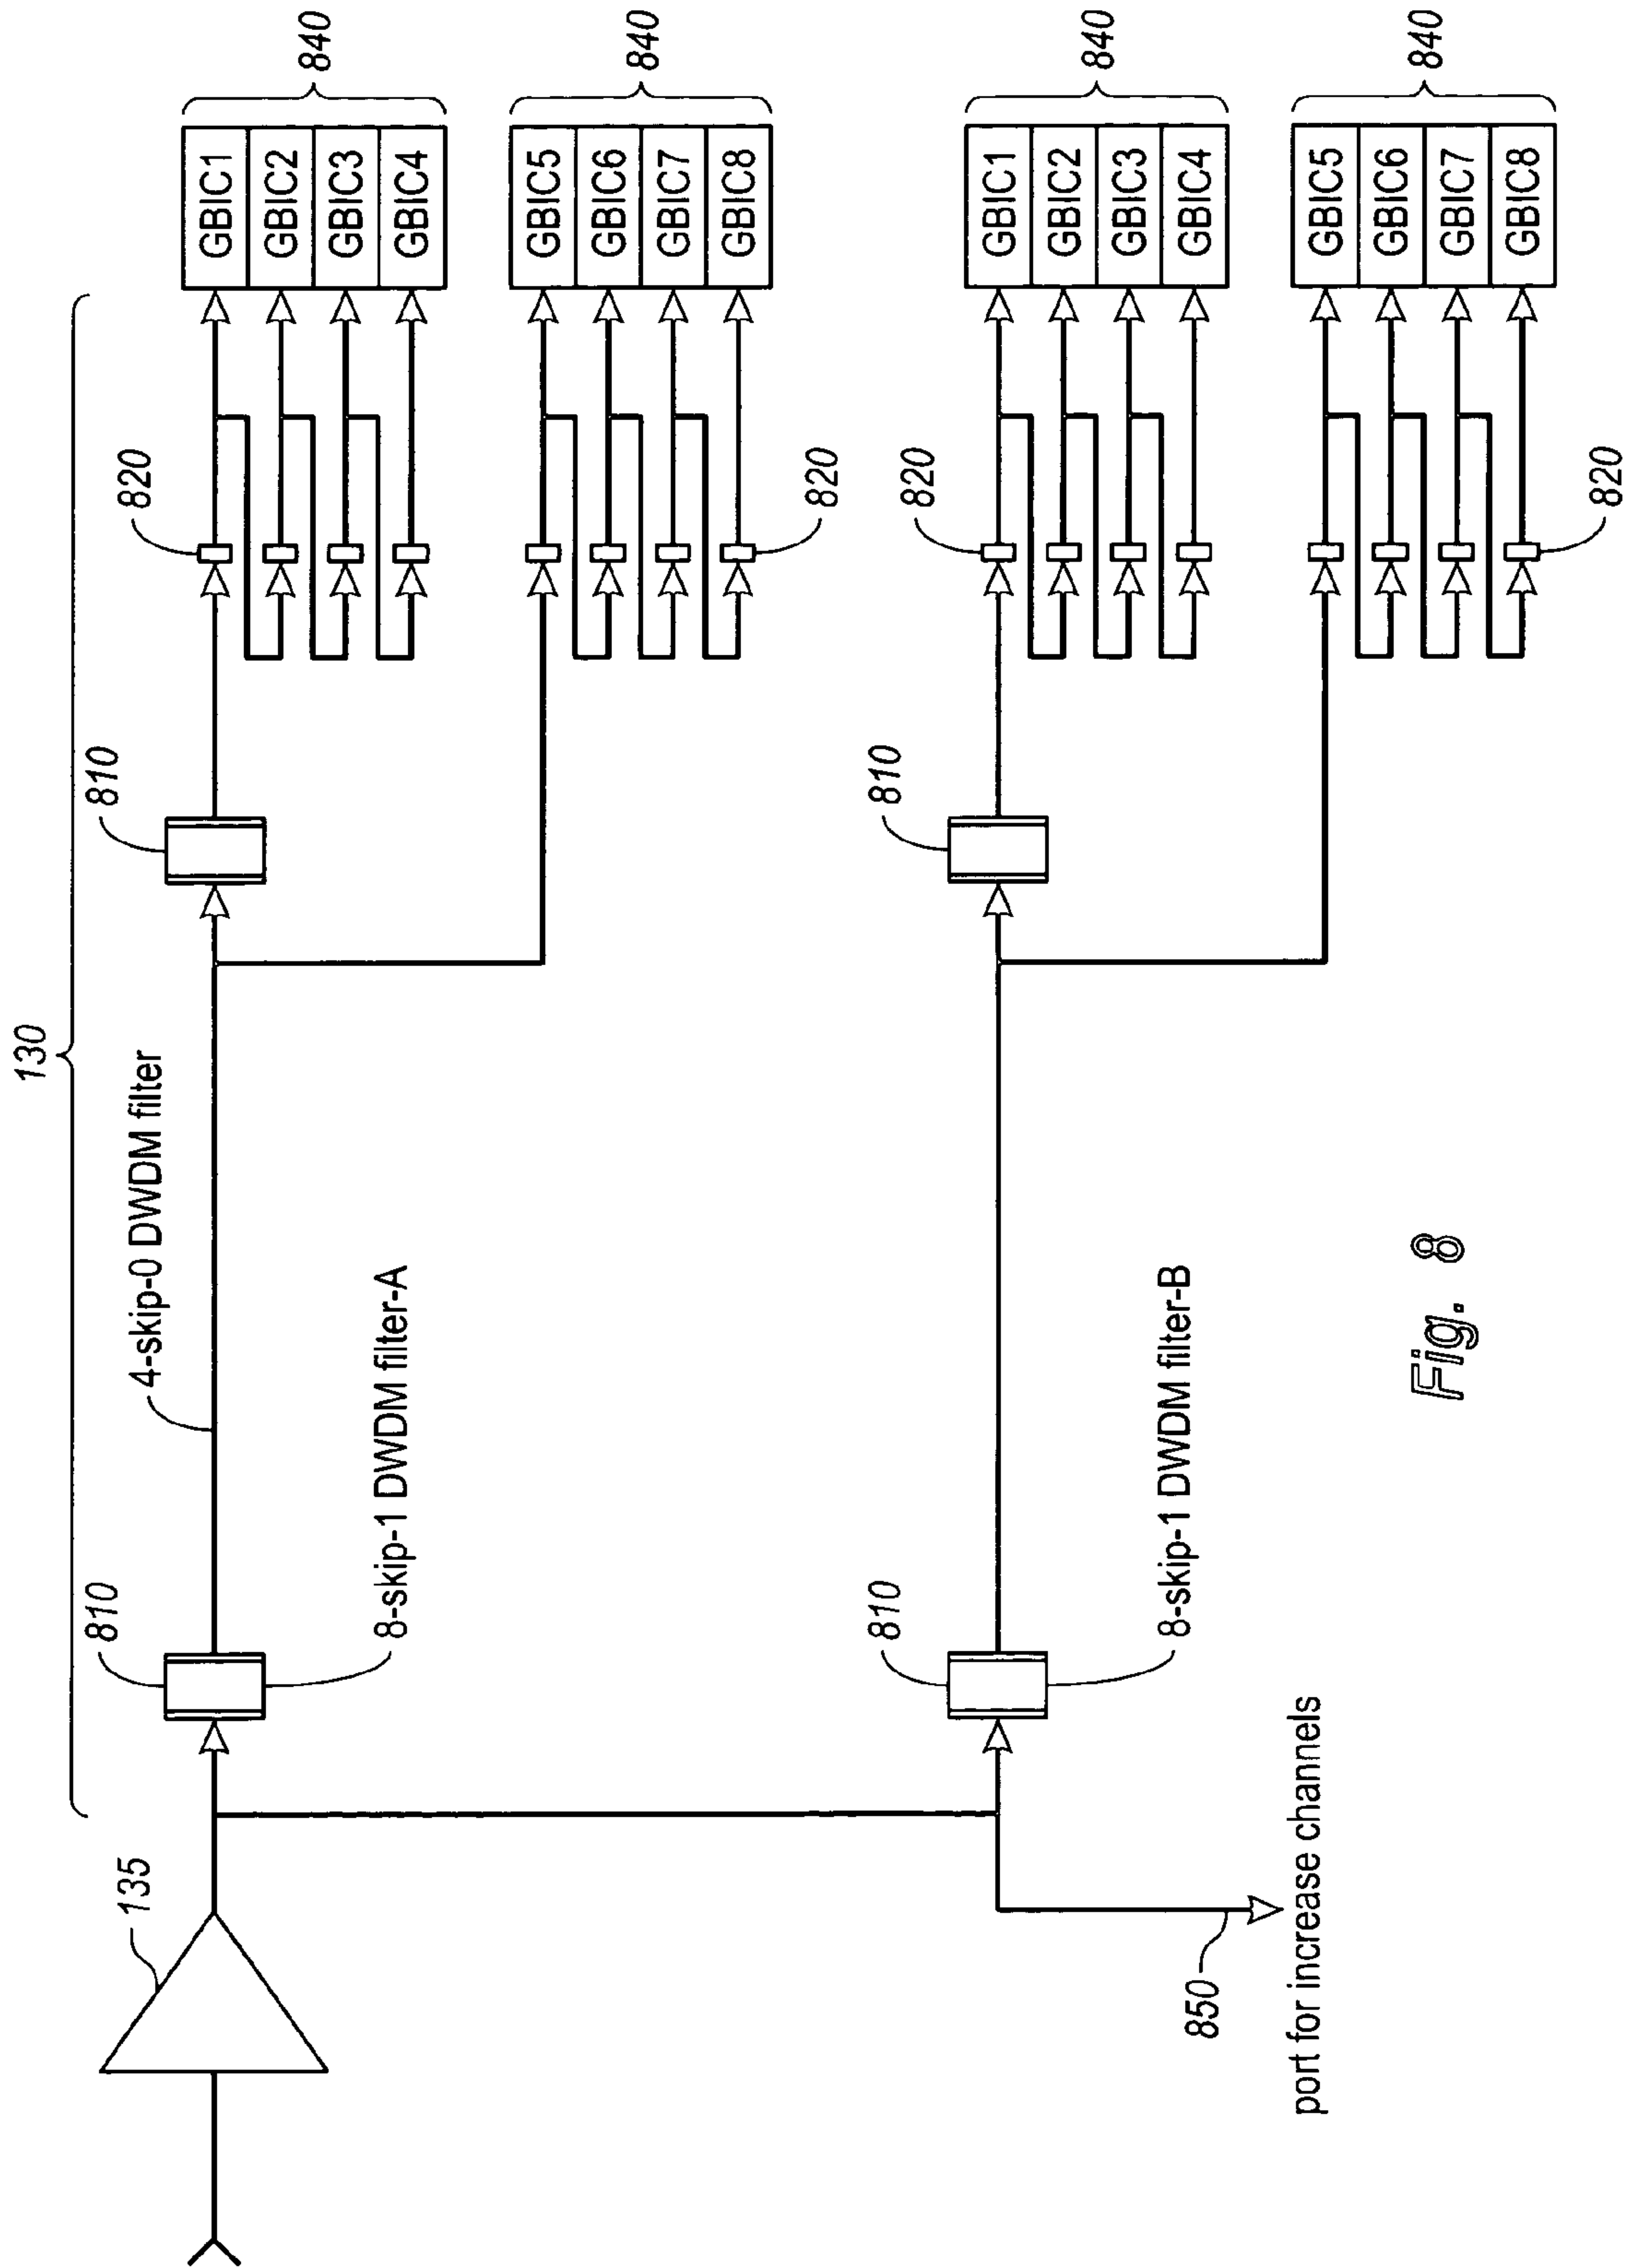 130
135
810
8-skip-1 DWDM filter-A
4-skip-0 DWDM filter
810
820
GBIC1
GBIC2
GBIC3
GBIC4
840
GBIC5
GBIC6
GBIC7
GBIC8
840
820
850
port for increase channels
810
8-skip-1 DWDM filter-B
810
820
GBIC1
GBIC2
GBIC3
GBIC4
840
GBIC5
GBIC6
GBIC7
GBIC8
840
820
Fig. 8